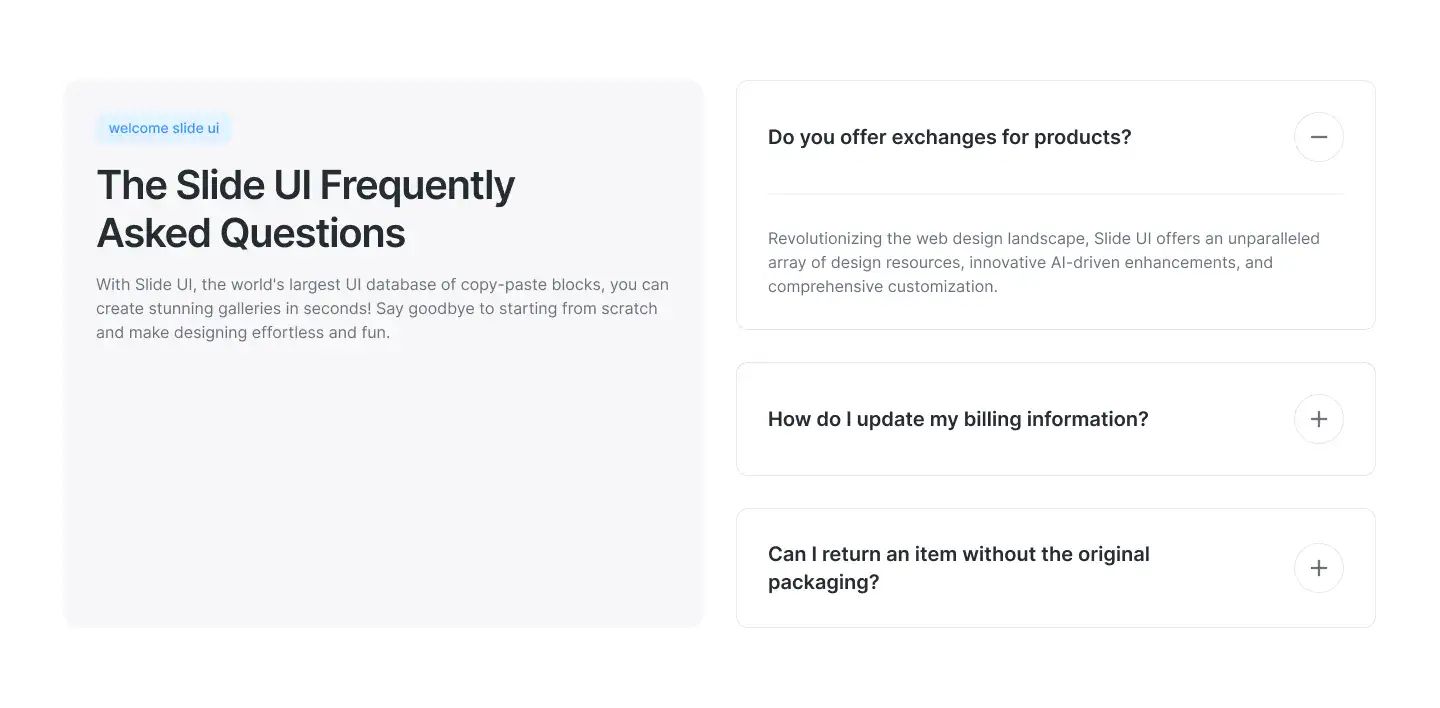 welcome slide ui
The Slide UI Frequently
Asked Questions
With Slide UI, the world's largest UI database of copy-paste blocks, you can
create stunning galleries in seconds! Say goodbye to starting from scratch
and make designing effortless and fun.
Do you offer exchanges for products?
Revolutionizing the web design landscape, Slide UI offers an unparalleled
array of design resources, innovative AI-driven enhancements, and
comprehensive customization.
How do I update my billing information?
Can I return an item without the original
packaging?